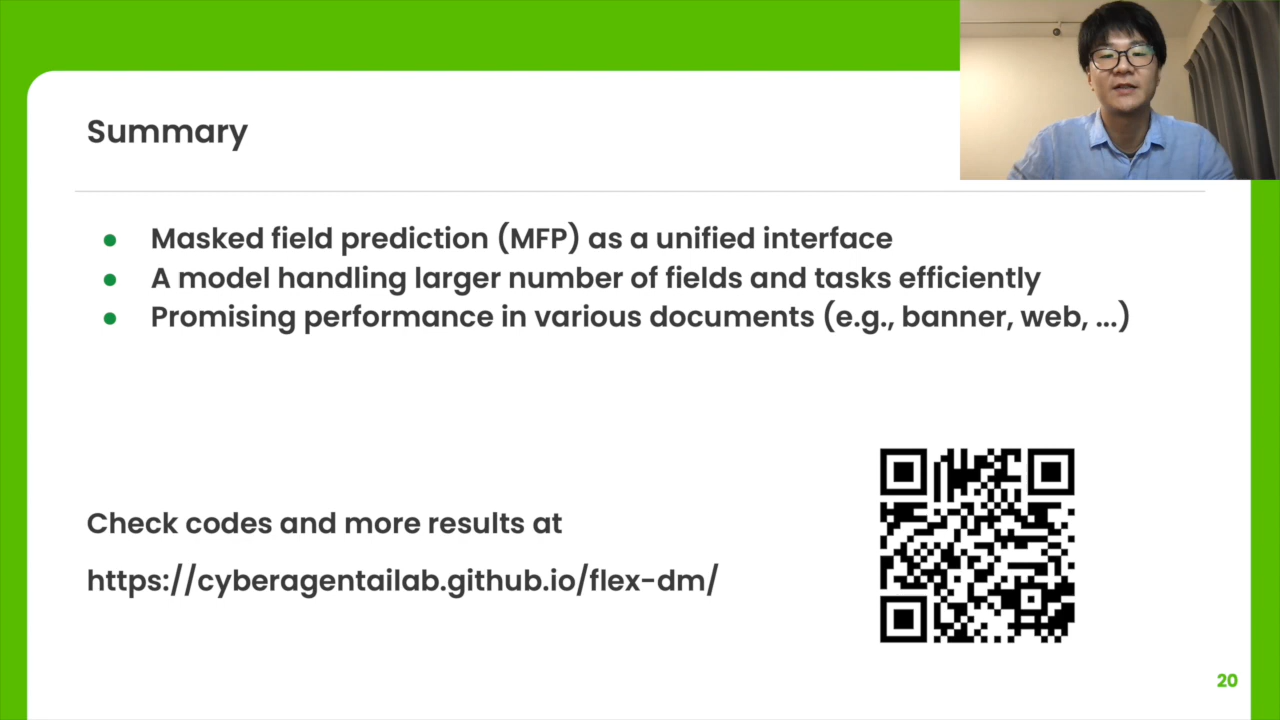 Summary
● Masked field prediction (MFP) as a unified interface
● A model handling larger number of fields and tasks efficiently
● Promising performance in various documents (e.g., banner, web, ...)
Check codes and more results at
https://cyberagentailab.github.io/flex-dm/
20